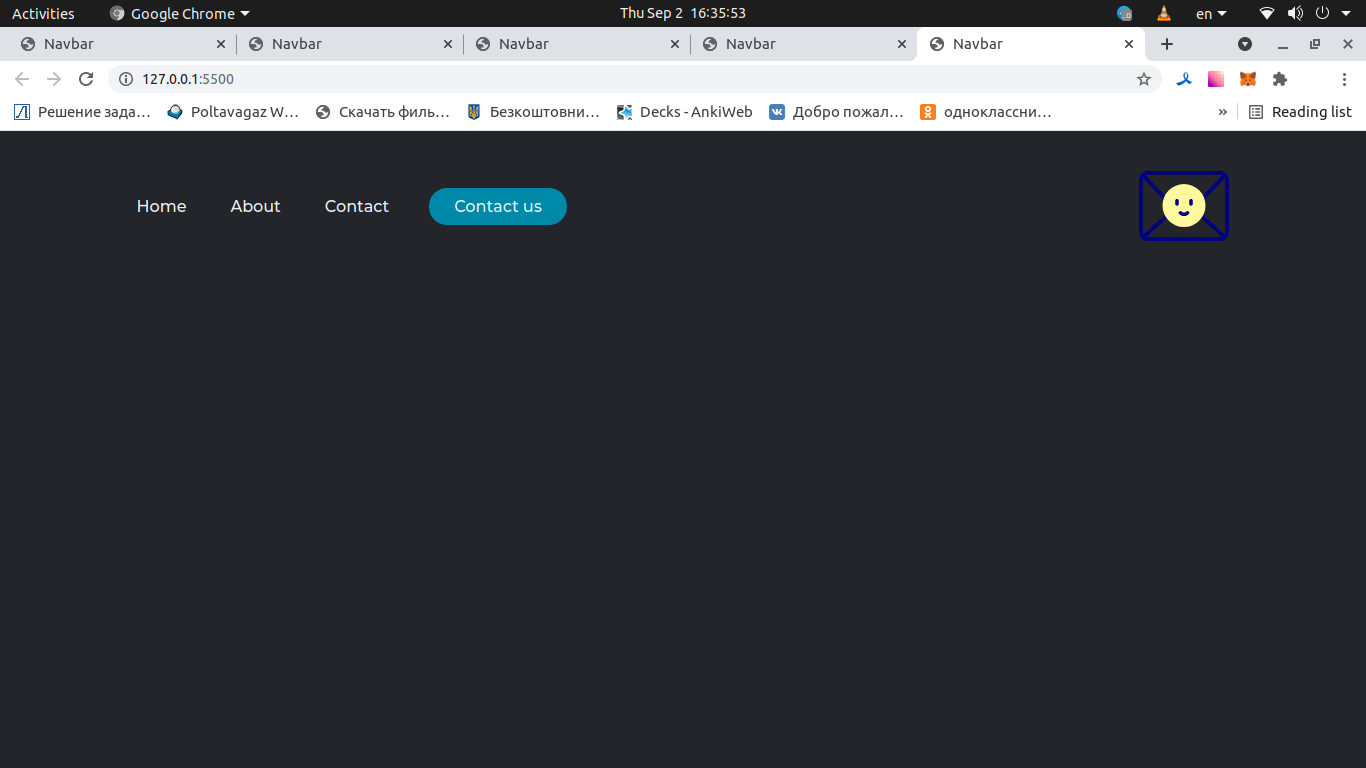 Activities Google Chrome Thu Sep 2 16:35:53 en
Navbar Navbar Navbar Navbar Navbar
127.0.0.1:5500
Решение зада… Poltavagaz W… Скачать филь… Безкоштовни… Decks - AnkiWeb Добро пожал… одноклассни… » Reading list
Home About Contact Contact us